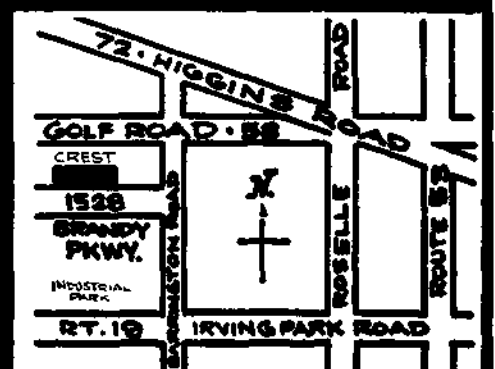 72 · HIGGINS ROAD
ROAD
GOLF ROAD · 58
CREST
1528
BRANDY
PKWY.
INDUSTRIAL
PARK
N.
BARRINGTON ROAD
ROSELLE
ROUTE 53
RT. 19 IRVING PARK ROAD